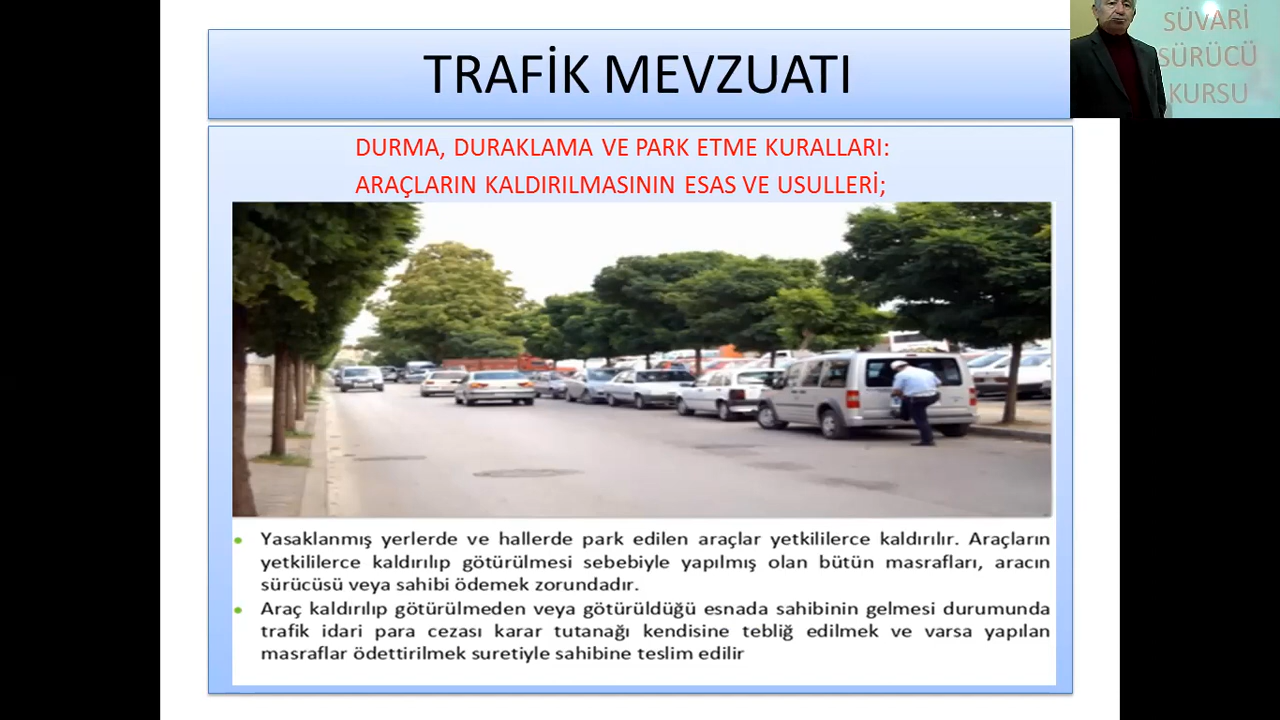 TRAFİK MEVZUATI
SÜVARİ
SÜRÜCÜ
KURSU
DURMA, DURAKLAMA VE PARK ETME KURALLARI:
ARAÇLARIN KALDIRILMASININ ESAS VE USULLERİ;
• Yasaklanmış yerlerde ve hallerde park edilen araçlar yetkililerce kaldırılır. Araçların
yetkililerce kaldırılıp götürülmesi sebebiyle yapılmış olan bütün masrafları, aracın
sürücüsü veya sahibi ödemek zorundadır.
• Araç kaldırılıp götürülmeden veya götürüldüğü esnada sahibinin gelmesi durumunda
trafik idari para cezası karar tutanağı kendisine tebliğ edilmek ve varsa yapılan
masraflar ödettirilmek suretiyle sahibine teslim edilir